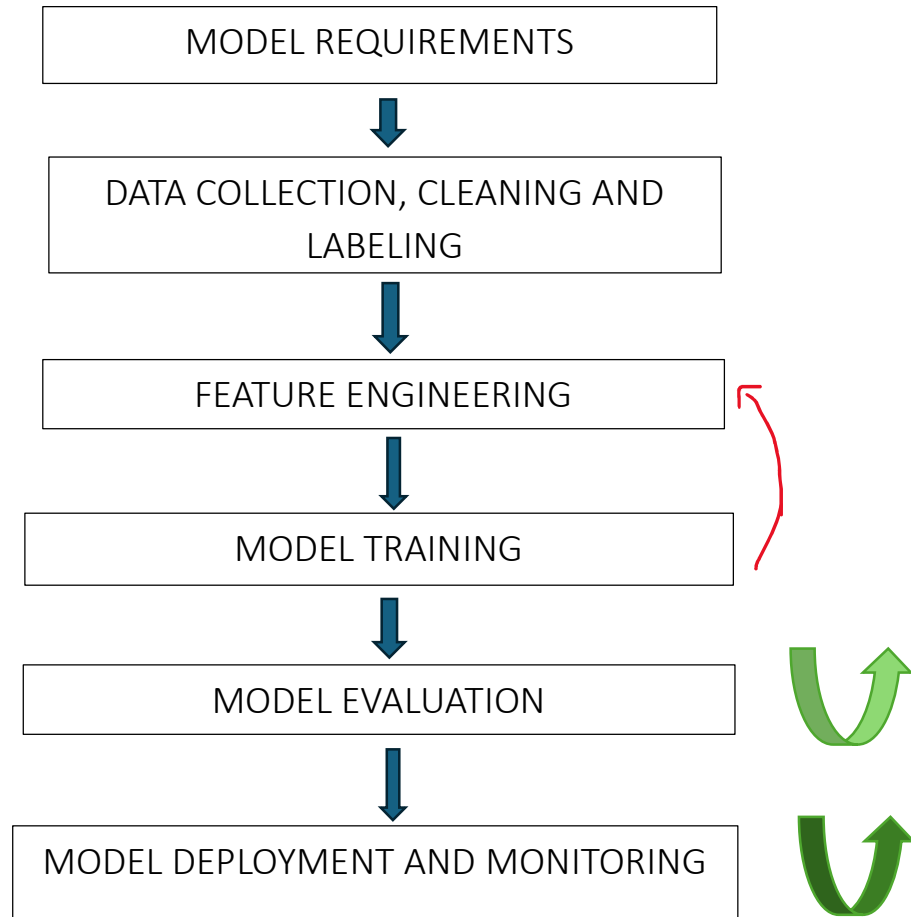 MODEL REQUIREMENTS
DATA COLLECTION, CLEANING AND
LABELING
FEATURE ENGINEERING
MODEL TRAINING
MODEL EVALUATION
MODEL DEPLOYMENT AND MONITORING